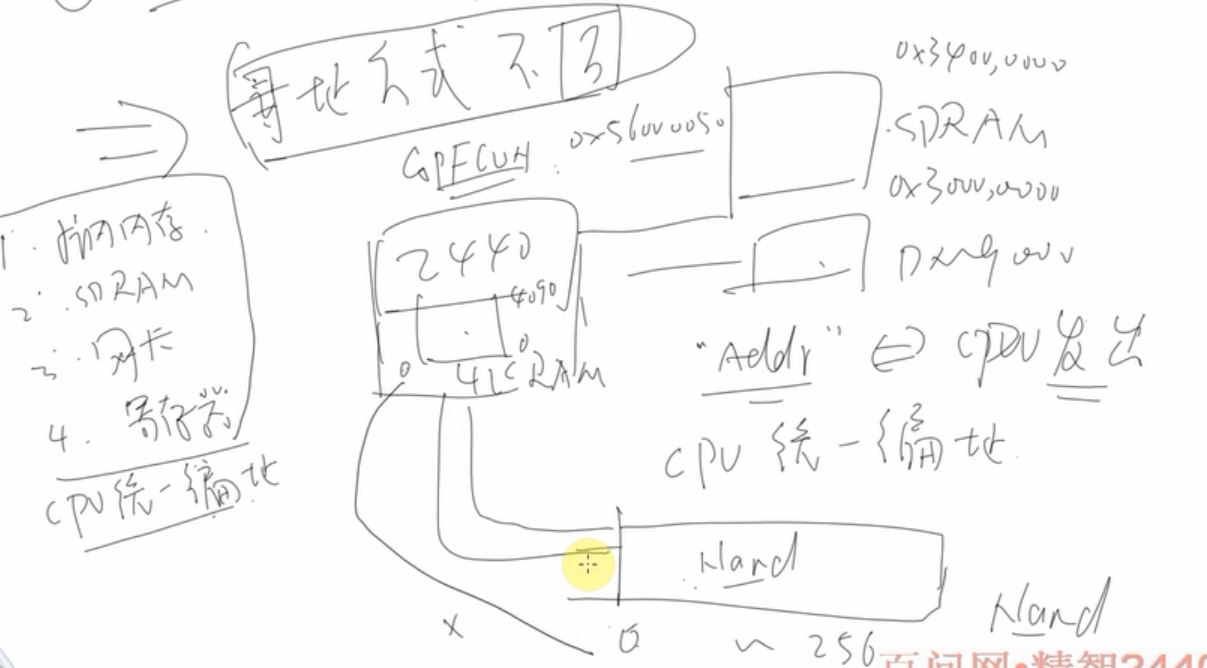 寻址方式不同
0x3400,0000
GPFCON: 0x56000050
SDRAM
0x3000,0000
2440
4090
0
0
4K SRAM
DM9000
1. 片内内存
2. SDRAM
3. 网卡
4. 寄存器
CPU统一编址
"Addr" ⇔ CPU发出
CPU统一编址
Nand
Nand
x
0 ~ 256
百问网·精智2440